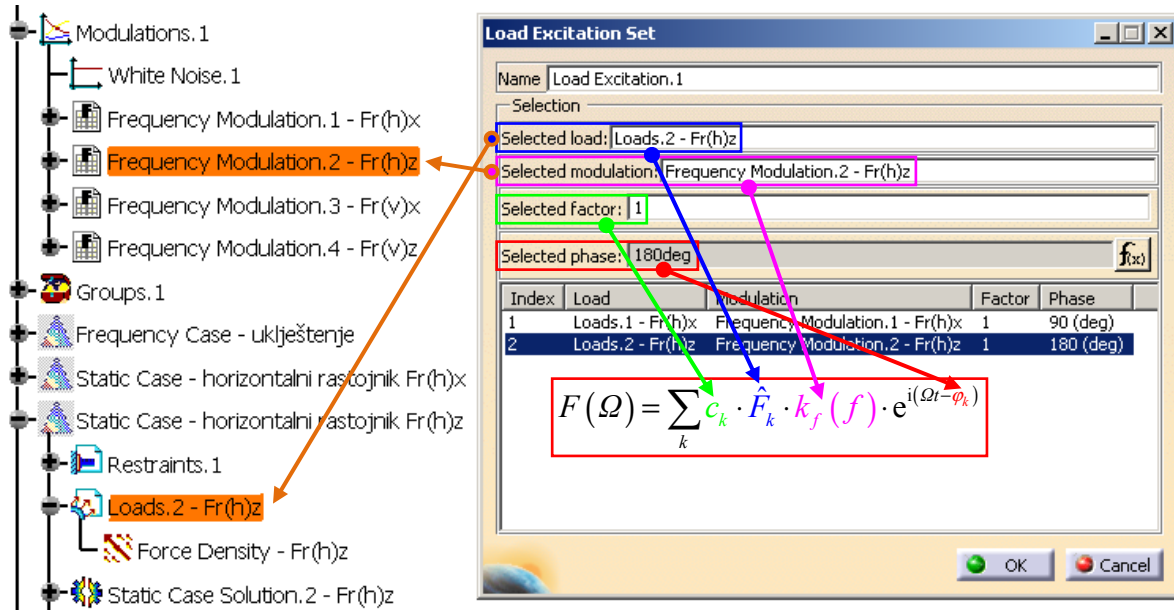 Modulations.1
White Noise.1
Frequency Modulation.1 - Fr(h)x
Frequency Modulation.2 - Fr(h)z
Frequency Modulation.3 - Fr(v)x
Frequency Modulation.4 - Fr(v)z
Groups.1
Frequency Case - uklještenje
Static Case - horizontalni rastojnik Fr(h)x
Static Case - horizontalni rastojnik Fr(h)z
Restraints.1
Loads.2 - Fr(h)z
Force Density - Fr(h)z
Static Case Solution.2 - Fr(h)z
Load Excitation Set
Name Load Excitation.1
Selection
Selected load: Loads.2 - Fr(h)z
Selected modulation: Frequency Modulation.2 - Fr(h)z
Selected factor: 1
Selected phase: 180deg f(x)
Index Load Modulation Factor Phase
1 Loads.1 - Fr(h)x Frequency Modulation.1 - Fr(h)x 1 90 (deg)
2 Loads.2 - Fr(h)z Frequency Modulation.2 - Fr(h)z 1 180 (deg)
F(Ω) = ∑_k c_k · F̂_k · k_f(f) · e^{i(Ωt−φ_k)}
OK Cancel